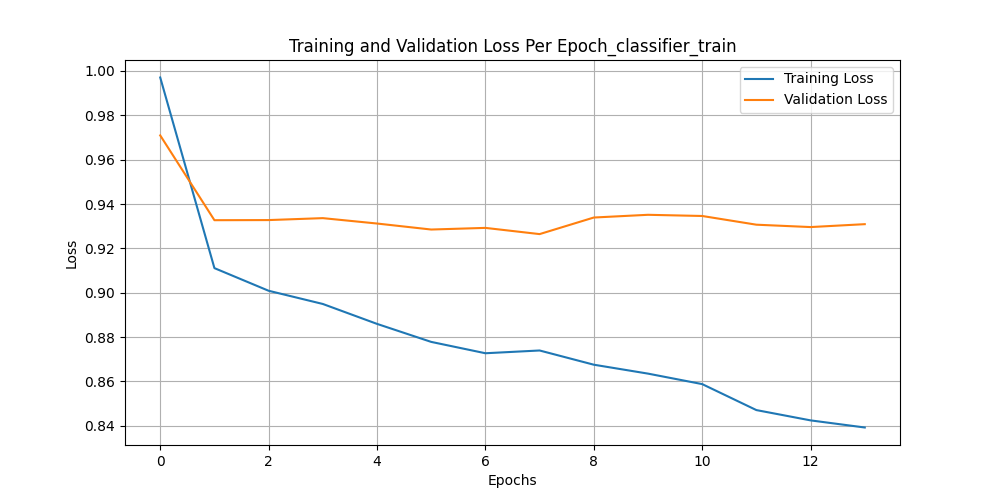 Training and Validation Loss Per Epoch_classifier_train
Training Loss
Validation Loss
1.00
0.98
0.96
0.94
0.92
0.90
0.88
0.86
0.84
Loss
0 2 4 6 8 10 12
Epochs